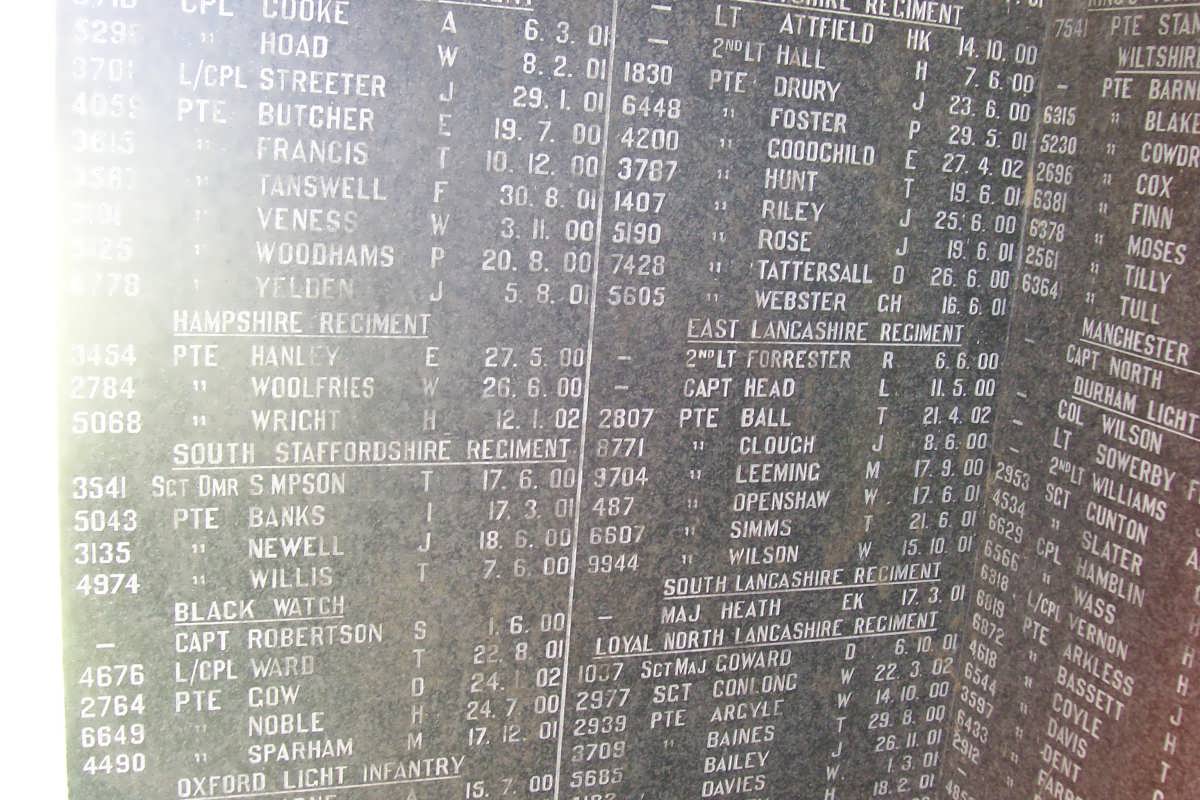 CPL COOKE A 6. 3. 01
" HOAD W 8. 2. 01
3701 L/CPL STREETER J 29. 1. 01
4059 PTE BUTCHER E 19. 7. 00
3615 " FRANCIS T 10. 12. 00
" TANSWELL F 30. 8. 01
" VENESS W 3. 11. 00
" WOODHAMS P 20. 8. 00
4778 " YELDEN J 5. 8. 01
HAMPSHIRE REGIMENT
3454 PTE HANLEY E 27. 5. 00
2784 " WOOLFRIES W 26. 6. 00
5068 " WRIGHT H 12. 1. 02
SOUTH STAFFORDSHIRE REGIMENT
3541 SGT DMR SIMPSON T 17. 6. 00
5043 PTE BANKS I 17. 3. 01
3135 " NEWELL J 18. 6. 00
4974 " WILLIS T 7. 6. 00
BLACK WATCH
— CAPT ROBERTSON S 1. 6. 00
4676 L/CPL WARD T 22. 8. 01
2764 PTE GOW D 24. 1. 02
6649 " NOBLE H 24. 7. 00
4490 " SPARHAM M 17. 12. 01
OXFORD LIGHT INFANTRY
A 15. 7. 00
REGIMENT
— LT ATTFIELD HK 14. 10. 00
— 2ND LT HALL H 7. 6. 00
1830 PTE DRURY J 23. 6. 00
6448 " FOSTER P 29. 5. 01
4200 " GOODCHILD E 27. 4. 02
3787 " HUNT T 19. 6. 01
1407 " RILEY J 25. 6. 00
5190 " ROSE J 19. 6. 01
7428 " TATTERSALL D 26. 6. 00
5605 " WEBSTER CH 16. 6. 01
EAST LANCASHIRE REGIMENT
— 2ND LT FORRESTER R 6. 6. 00
— CAPT HEAD L 11. 5. 00
2807 PTE BALL T 21. 4. 02
8771 " CLOUCH J 8. 6. 00
3704 " LEEMING M 17. 9. 00
487 " OPENSHAW W 17. 6. 01
6607 " SIMMS T 21. 6. 01
9944 " WILSON W 15. 10. 01
SOUTH LANCASHIRE REGIMENT
— MAJ HEATH EK 17. 3. 01
LOYAL NORTH LANCASHIRE REGIMENT
1037 SGT MAJ GOWARD D 6. 10. 01
2977 SGT CONLONG W 22. 3. 02
2939 PTE ARGYLE W 14. 10. 00
3709 " BAINES T 29. 8. 00
5685 BAILEY J 26. 11. 01
DAVIES W. 1. 3. 01
H 18. 2. 01
7541 PTE STAN
WILTSHIRE
— PTE BARN
6315 " BLAKE
5230 " COWDR
2696 " COX
6381 " FINN
6378 " MOSES
2561 " TILLY
6364 " TULL
MANCHESTER
— CAPT NORTH
DURHAM LIGHT
— COL WILSON
— LT SOWERBY F
— 2ND LT WILLIAMS
2953 SGT GUNTON
4534 " SLATER
6629 CPL HAMBLIN
6566 " WASS
6318 L/CPL VERNON
6819 PTE ARKLESS
6972 " BASSETT
4618 " COYLE
6544 " DAVIS
3597 " DENT
6433 " FARR
2912